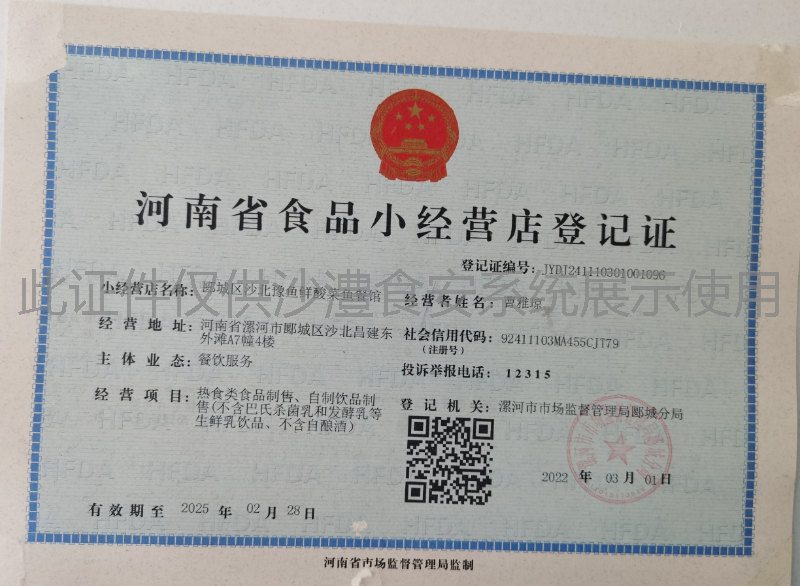 河南省食品小经营店登记证
登记证编号：JYDJ241110301001096
小经营店名称：郾城区沙北豫鱼鲜酸菜鱼餐馆
经营者姓名：曹雅琼
此证件仅供沙澧食安系统展示使用
经营地址：河南省漯河市郾城区沙北昌建东
外滩A7幢4楼
社会信用代码：92411103MA455CJT79
（注册号）
主体业态：餐饮服务
投诉举报电话：12315
经营项目：热食类食品制售、自制饮品制
售(不含巴氏杀菌乳和发酵乳等
生鲜乳饮品、不含自酿酒)
登记机关：漯河市市场监督管理局郾城分局
2022 年 03 月 01 日
有效期至 2025 年 02 月 28 日
河南省市场监督管理局监制